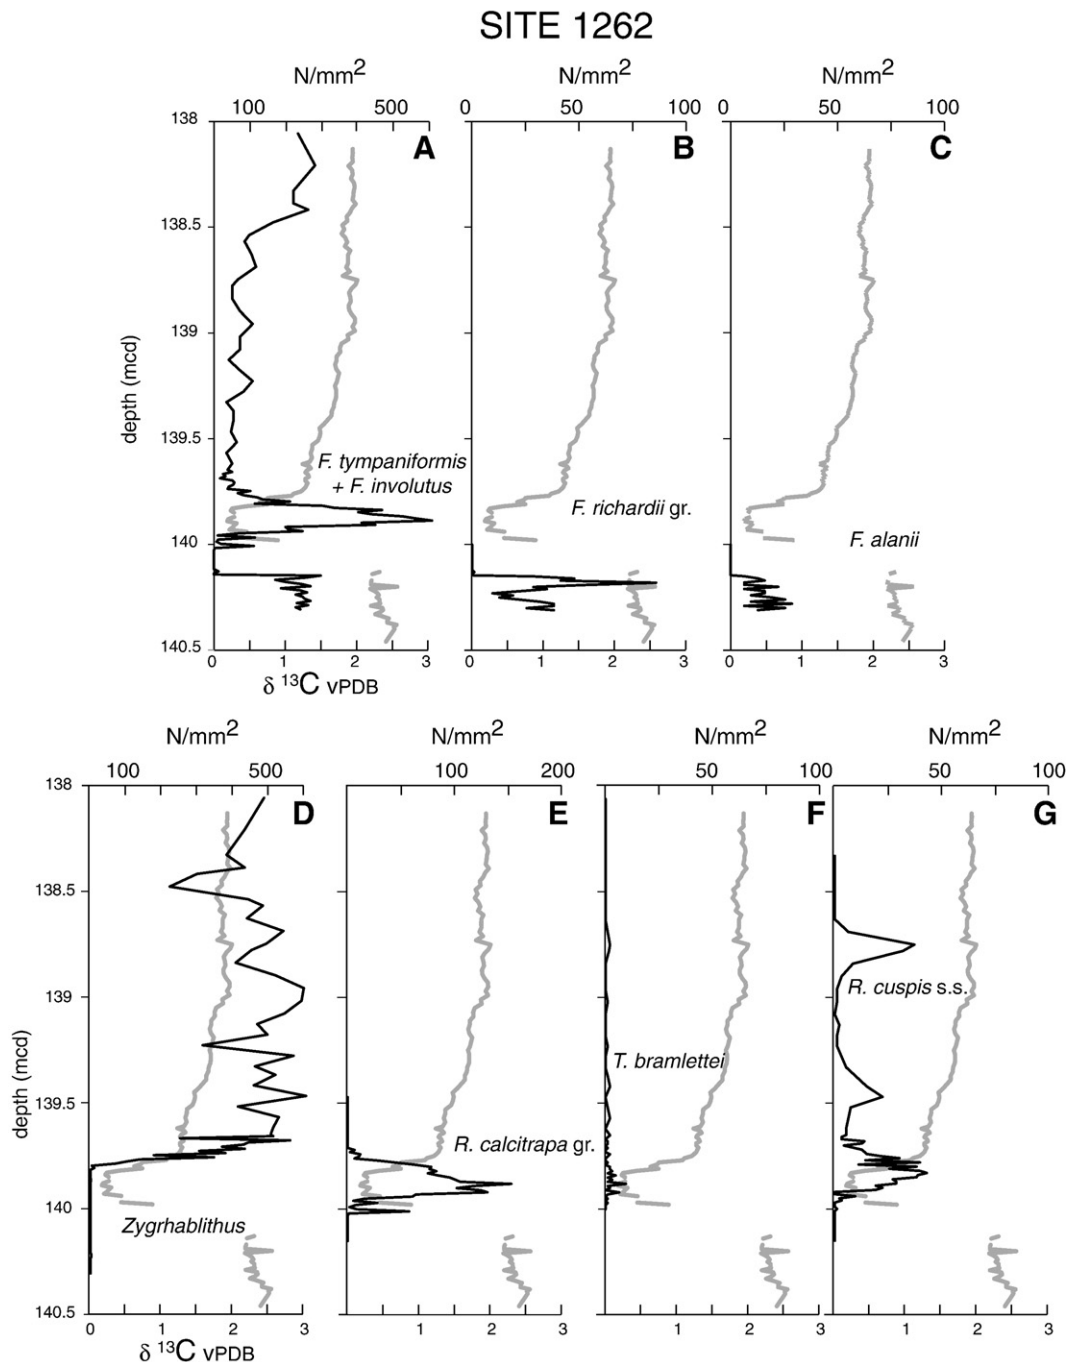 SITE 1262
N/mm2 N/mm2 N/mm2
100 500 0 50 100 0 50 100
138
A B C
138.5
139
depth (mcd)
139.5
F. tympaniformis
+ F. involutus
F. richardii gr.
F. alanii
140
140.5
0 1 2 3 0 1 2 3 0 1 2 3
δ 13C vPDB
N/mm2 N/mm2 N/mm2 N/mm2
100 500 100 200 50 100 50 100
138
D E F G
138.5
139
R. cuspis s.s.
depth (mcd)
T. bramlettei
139.5
R. calcitrapa gr.
140
Zygrhablithus
140.5
0 1 2 3 1 2 3 1 2 3 1 2 3
δ 13C vPDB